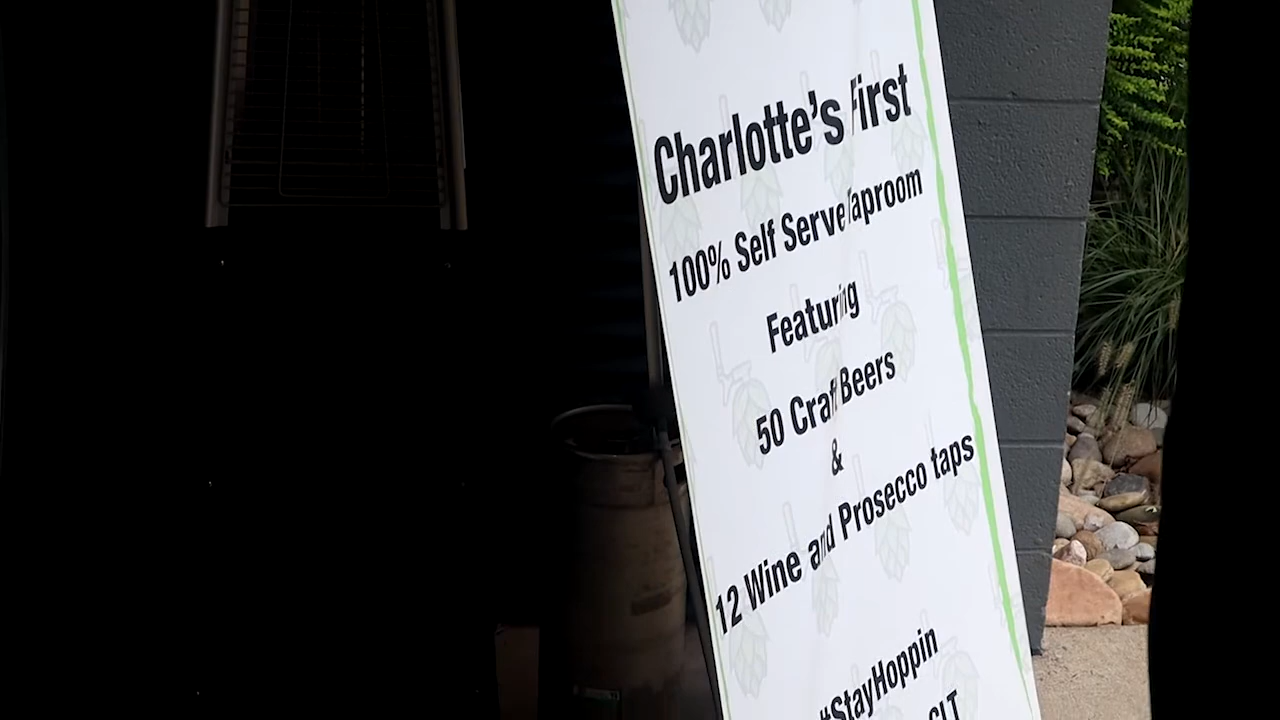 Charlotte's First
100% Self Serve Taproom
Featuring
50 Craft Beers
&
12 Wine and Prosecco taps
#StayHoppin
CLT